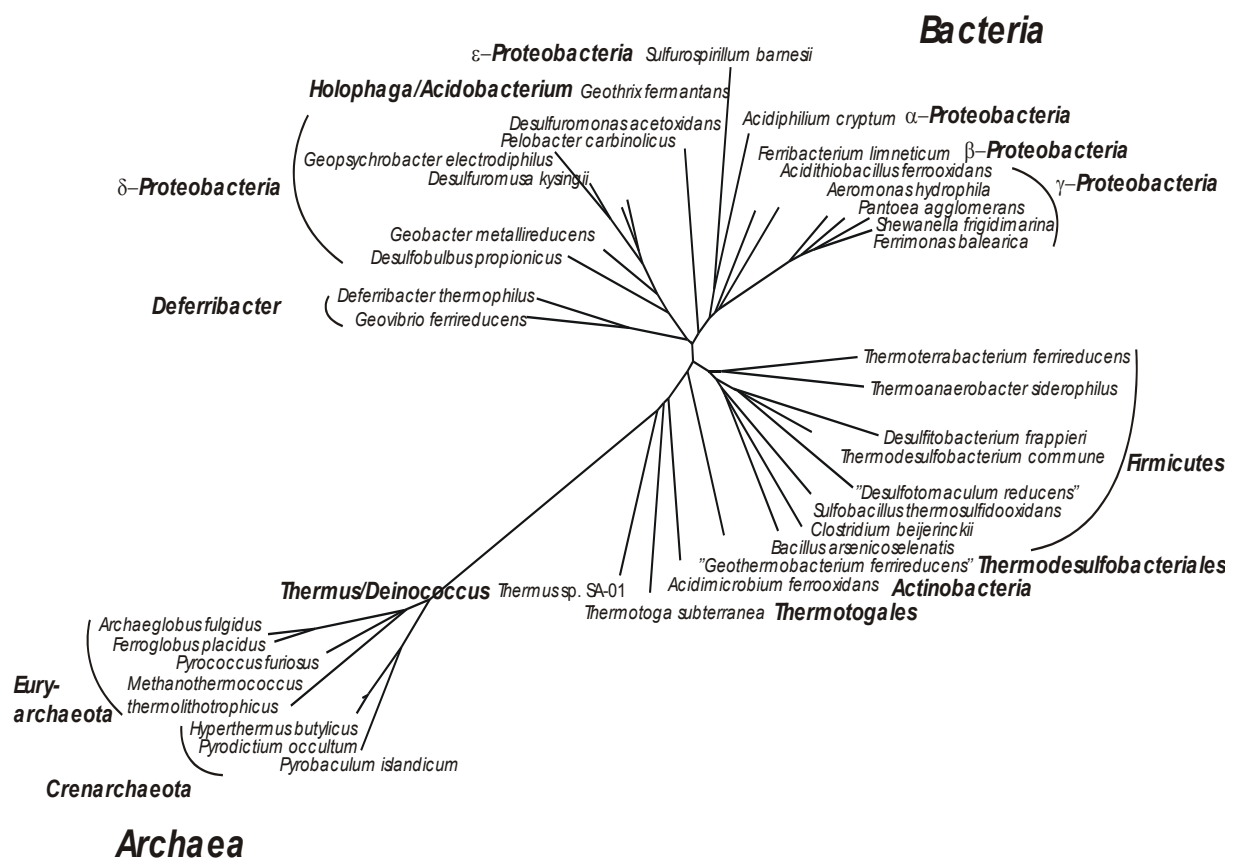 Bacteria
ε–Proteobacteria Sulfurospirillum barnesii
Holophaga/Acidobacterium Geothrix fermantans
Acidiphilium cryptum α–Proteobacteria
Desulfuromonas acetoxidans
Pelobacter carbinolicus
Ferribacterium limneticum β–Proteobacteria
Geopsychrobacter electrodiphilus
Acidithiobacillus ferrooxidans
Desulfuromusa kysingii
δ–Proteobacteria
γ–Proteobacteria
Aeromonas hydrophila
Pantoea agglomerans
Shewanella frigidimarina
Ferrimonas balearica
Geobacter metallireducens
Desulfobulbus propionicus
Deferribacter
Deferribacter thermophilus
Geovibrio ferrireducens
Thermoterrabacterium ferrireducens
Thermoanaerobacter siderophilus
Desulfitobacterium frappieri
Thermodesulfobacterium commune
Firmicutes
"Desulfotomaculum reducens"
Sulfobacillus thermosulfidooxidans
Clostridium beijerinckii
Bacillus arsenicoselenatis
"Geothermobacterium ferrireducens" Thermodesulfobacteriales
Acidimicrobium ferrooxidans Actinobacteria
Thermus/Deinococcus Thermus sp. SA-01
Thermotoga subterranea Thermotogales
Archaeglobus fulgidus
Ferroglobus placidus
Pyrococcus furiosus
Methanothermococcus
thermolithotrophicus
Eury-
archaeota
Hyperthermus butylicus
Pyrodictium occultum
Pyrobaculum islandicum
Crenarchaeota
Archaea